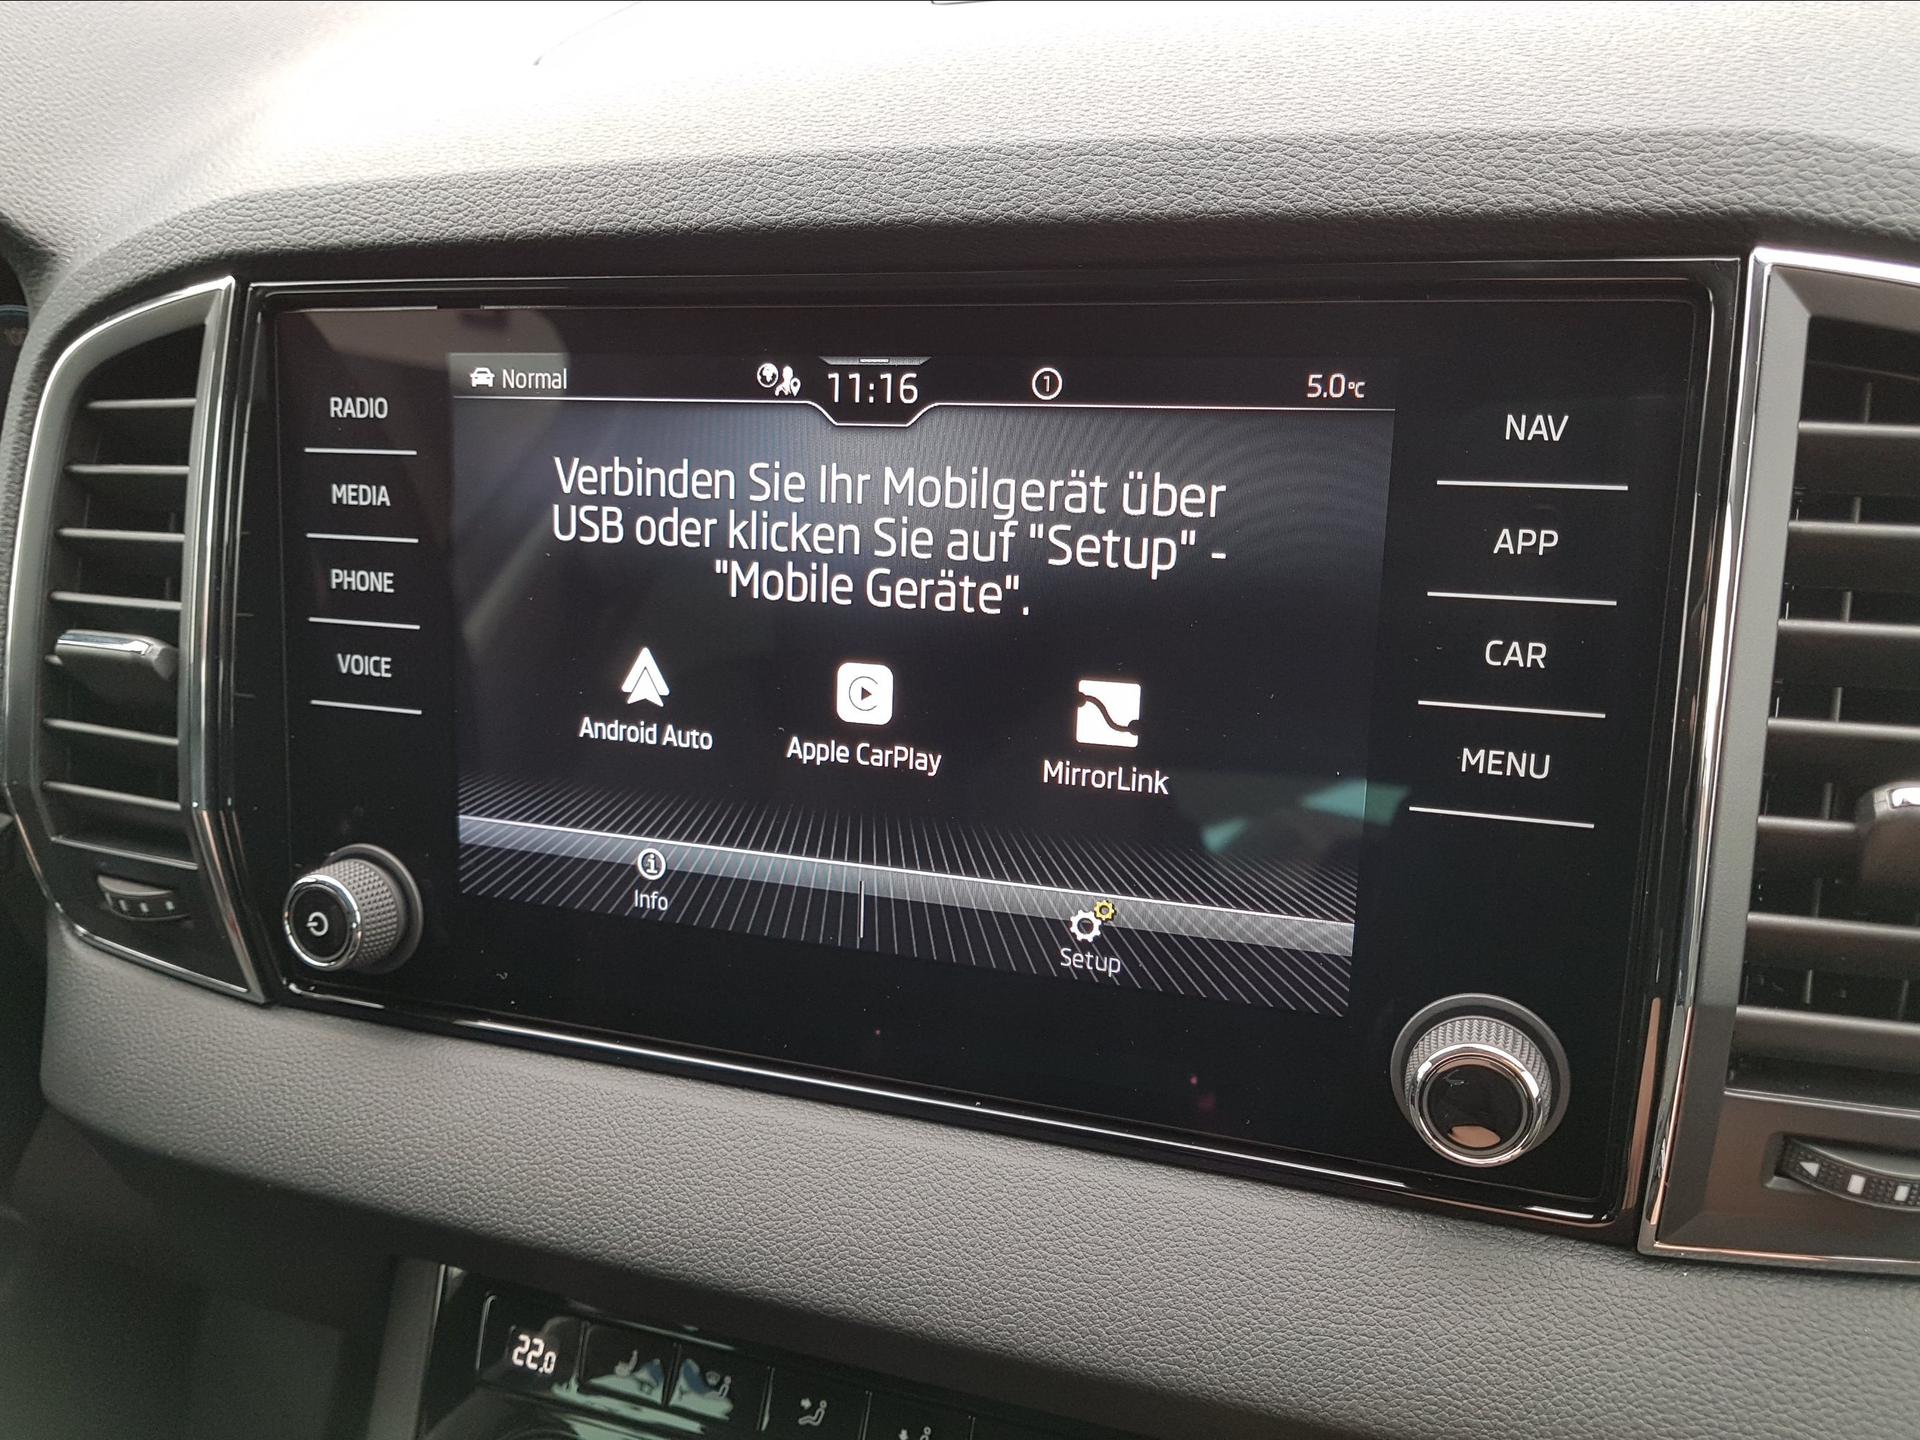 Normal
11:16
1
5.0°C
RADIO
MEDIA
PHONE
VOICE
Verbinden Sie Ihr Mobilgerät über
USB oder klicken Sie auf "Setup" -
"Mobile Geräte".
Android Auto
Apple CarPlay
MirrorLink
Info
Setup
NAV
APP
CAR
MENU
22.0